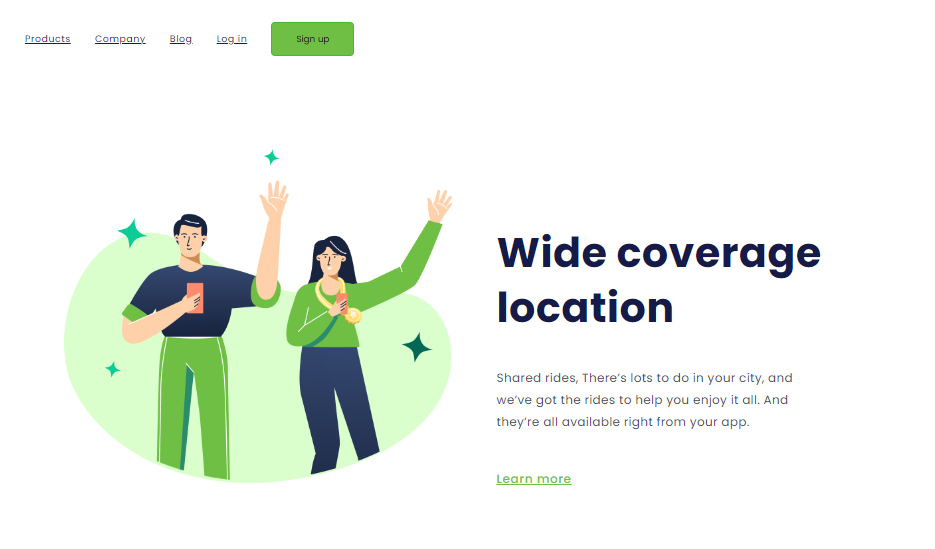 Products Company Blog Log in Sign up
Wide coverage
location
Shared rides, There's lots to do in your city, and
we've got the rides to help you enjoy it all. And
they're all available right from your app.
Learn more